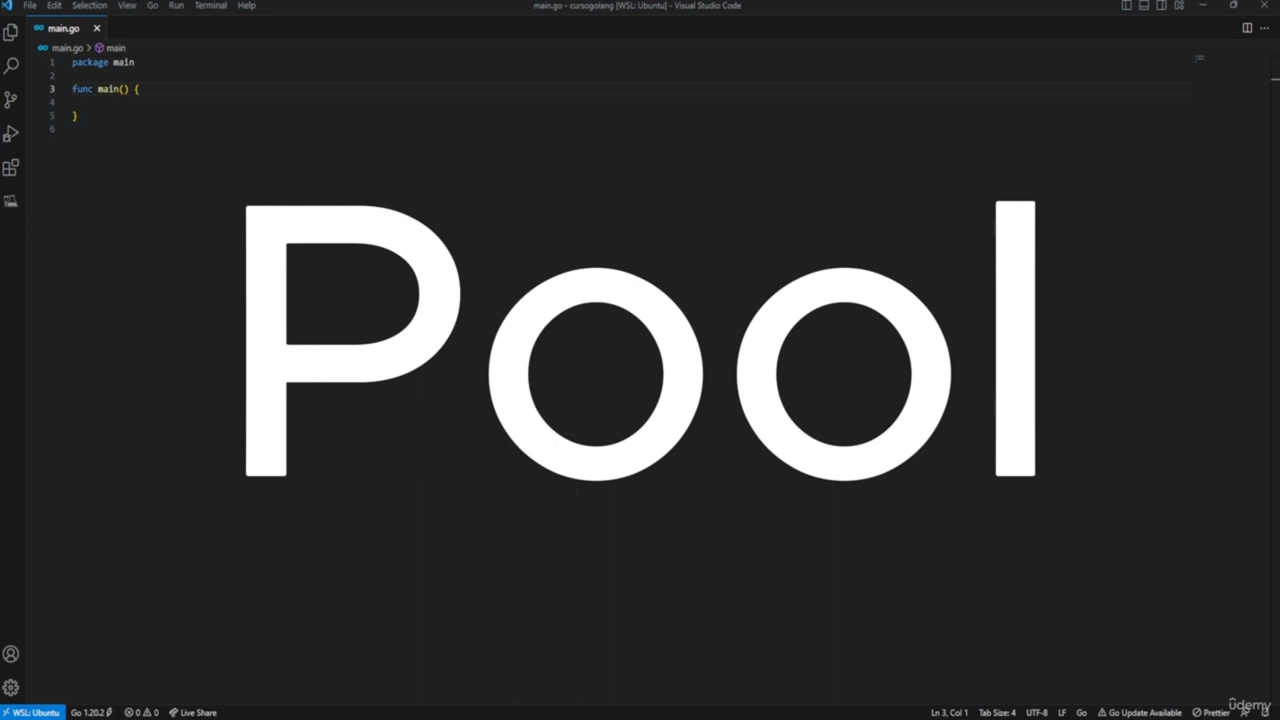 File Edit Selection View Go Run Terminal Help main.go - cursogolang [WSL: Ubuntu] - Visual Studio Code
main.go
main.go > main
1 package main
2
3 func main() {
4
5 }
6
Pool
WSL: Ubuntu Go 1.20.2 0 0 Live Share Ln 3, Col 1 Tab Size: 4 UTF-8 LF Go Go Update Available Prettier
ûdemy